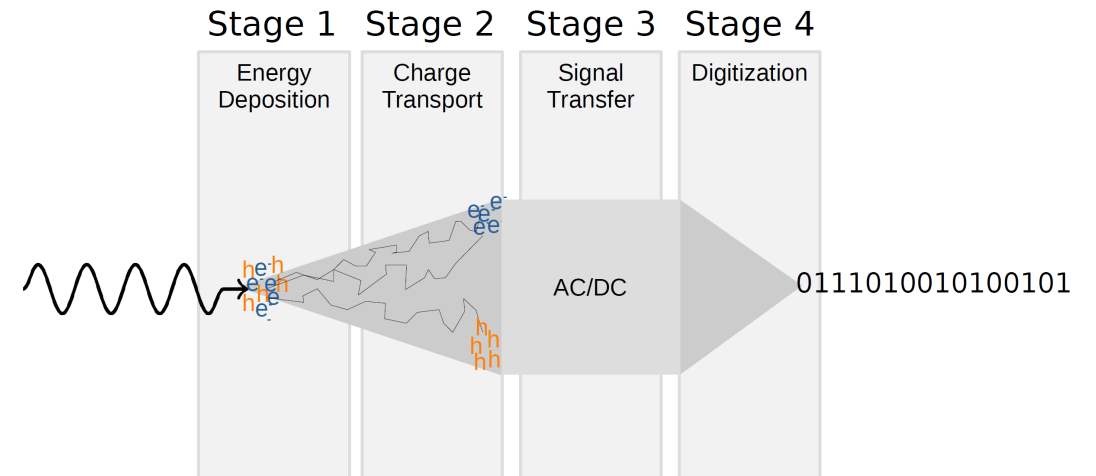 Stage 1
Stage 2
Stage 3
Stage 4
Energy
Deposition
Charge
Transport
Signal
Transfer
Digitization
e-
e- e-
e e
h e- h
e- e- h
h e
h e-
-
AC/DC
0111010010100101
h
h h
h h